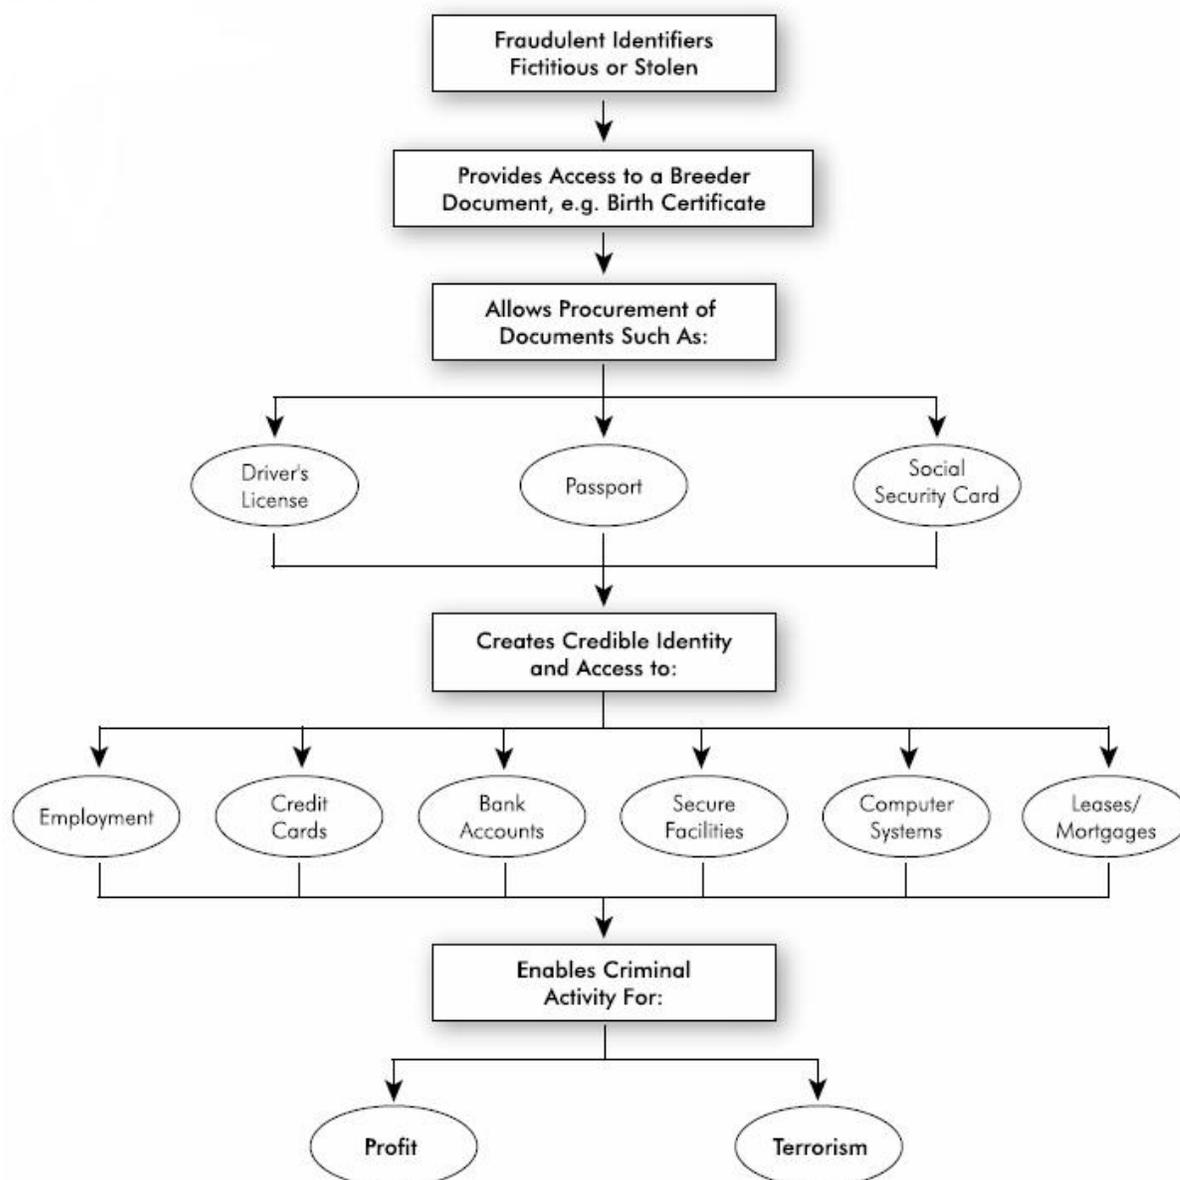 Fraudulent Identifiers
Fictitious or Stolen
Provides Access to a Breeder
Document, e.g. Birth Certificate
Allows Procurement of
Documents Such As:
Driver's
License
Passport
Social
Security Card
Creates Credible Identity
and Access to:
Employment
Credit
Cards
Bank
Accounts
Secure
Facilities
Computer
Systems
Leases/
Mortgages
Enables Criminal
Activity For:
Profit
Terrorism